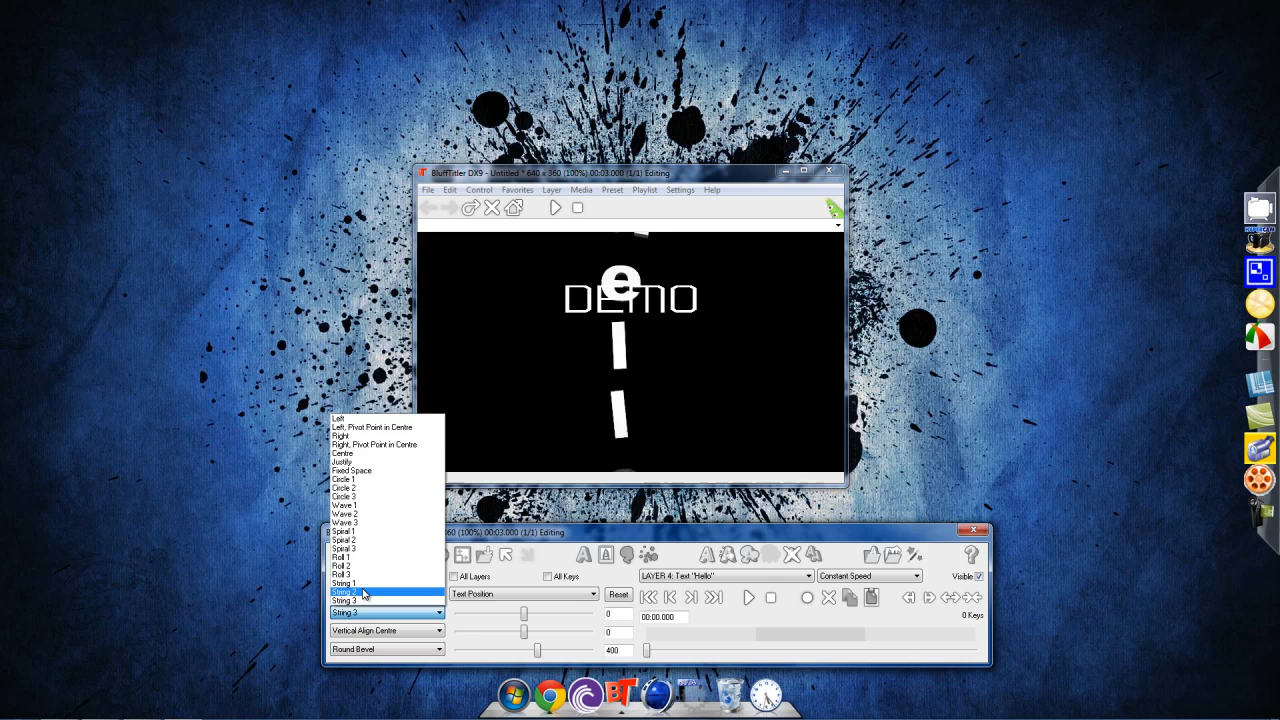 BluffTitler DX9 - Untitled * 640 x 360 (100%) 00:03.000 (1/1) Editing
File Edit Control Favorites Layer Media Preset Playlist Settings Help
e
DEMO
l
l
Left
Left, Pivot Point in Centre
Right
Right, Pivot Point in Centre
Centre
Justify
Fixed Space
Circle 1
Circle 2
Circle 3
Wave 1
Wave 2
Wave 3
Spiral 1
Spiral 2
Spiral 3
Roll 1
Roll 2
Roll 3
String 1
String 2
String 3
360 (100%) 00:03.000 (1/1) Editing
All Layers All Keys LAYER 4: Text "Hello" Constant Speed Visible
Text Position Reset
String 3 0 00:00.000 0 Keys
Vertical Align Centre 0
Round Bevel 400
BT